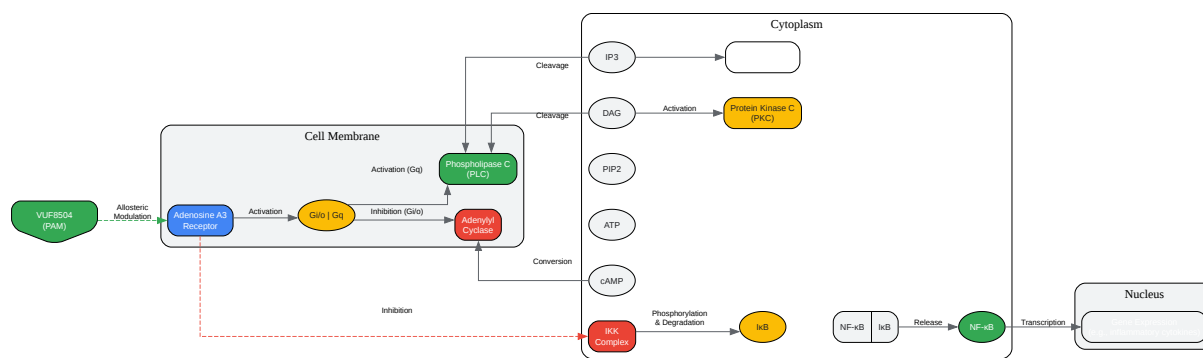 Cytoplasm
IP3
Cleavage
DAG
Activation
Protein Kinase C
(PKC)
Cleavage
Cell Membrane
Activation (Gq)
Phospholipase C
(PLC)
PIP2
VUF8504
(PAM)
Allosteric
Modulation
Adenosine A3
Receptor
Activation
Gi/o | Gq
Inhibition (Gi/o)
Adenylyl
Cyclase
ATP
Conversion
cAMP
Inhibition
IKK
Complex
Phosphorylation
& Degradation
IκB
NF-κB
IκB
Release
NF-κB
Transcription
Nucleus